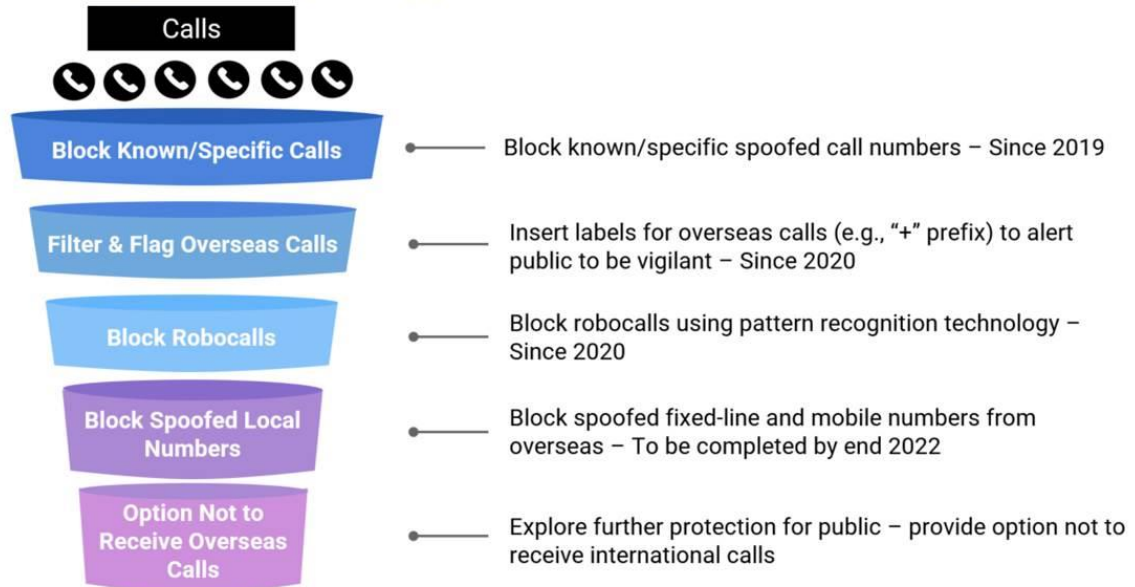 Calls
Block Known/Specific Calls
Block known/specific spoofed call numbers – Since 2019
Filter & Flag Overseas Calls
Insert labels for overseas calls (e.g., “+” prefix) to alert
public to be vigilant – Since 2020
Block Robocalls
Block robocalls using pattern recognition technology –
Since 2020
Block Spoofed Local
Numbers
Block spoofed fixed-line and mobile numbers from
overseas – To be completed by end 2022
Option Not to
Receive Overseas
Calls
Explore further protection for public – provide option not to
receive international calls